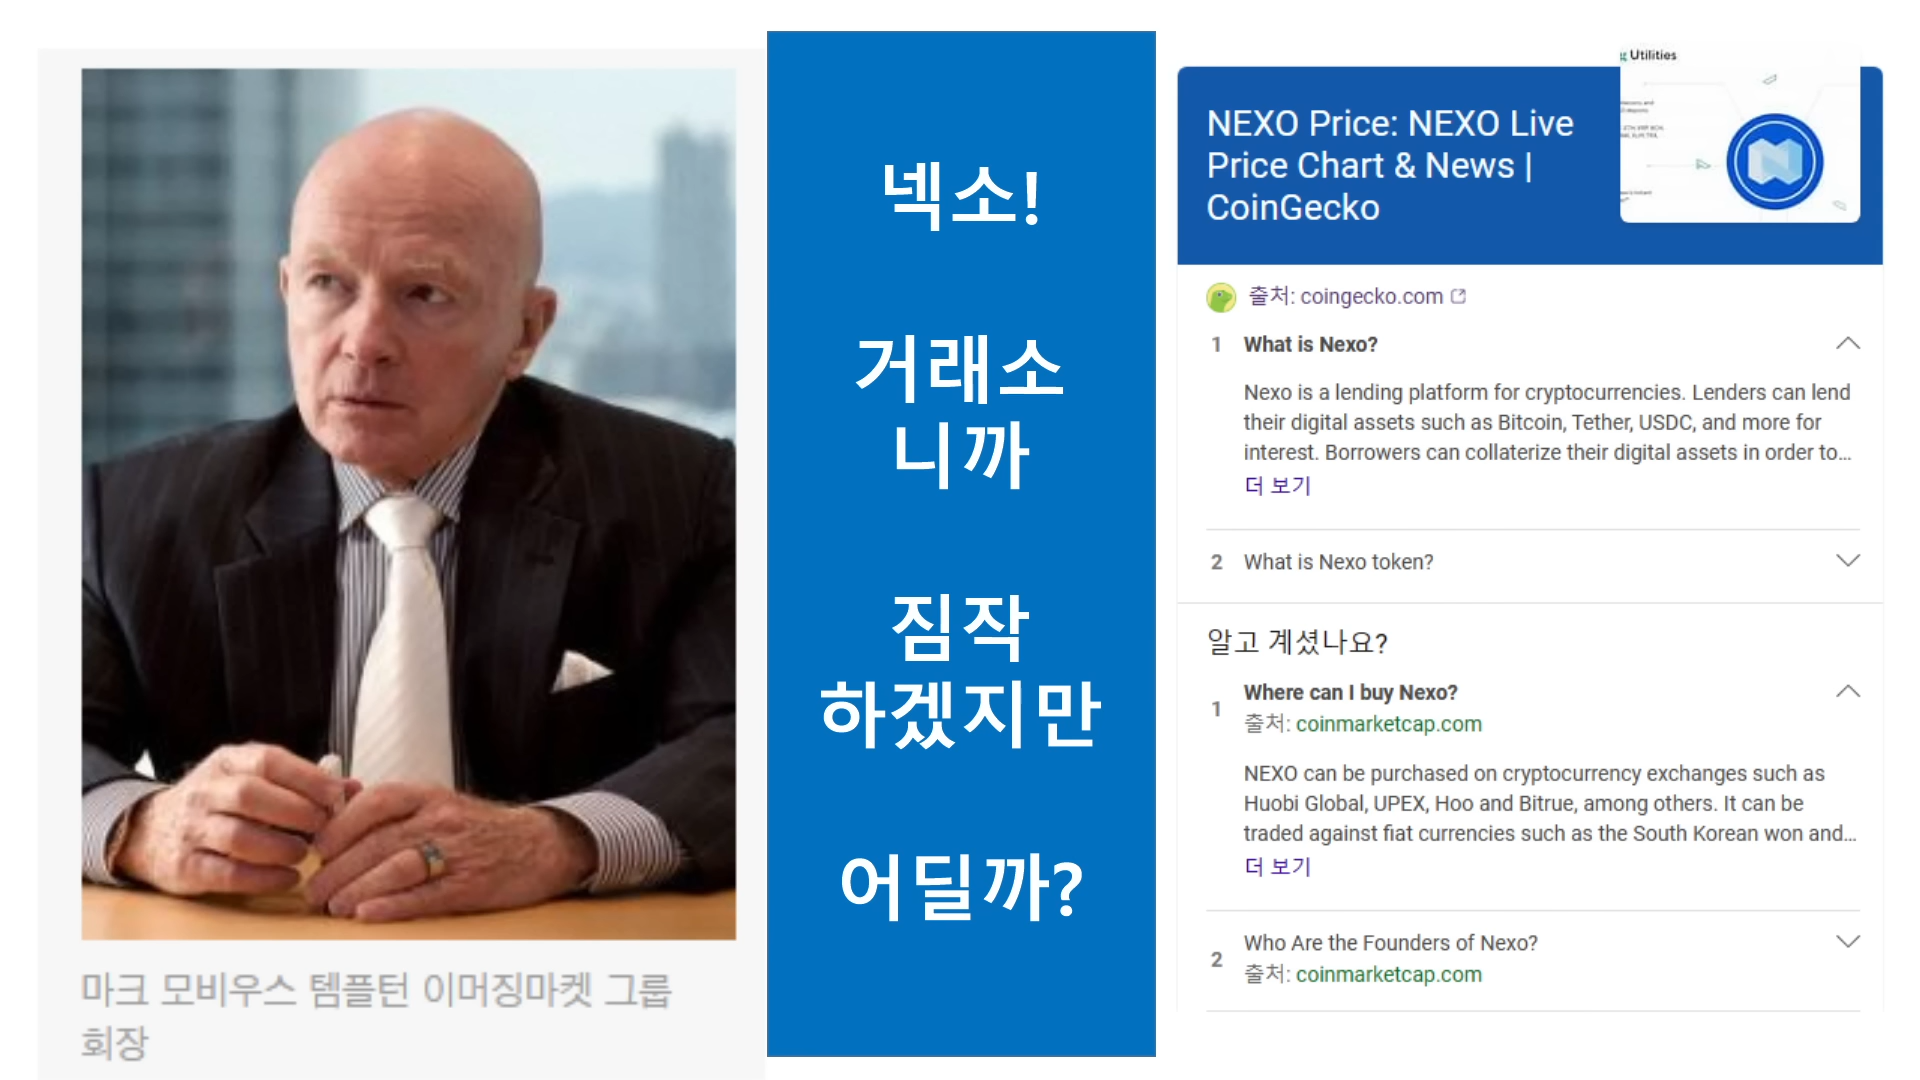 마크 모비우스 템플턴 이머징마켓 그룹
회장
넥소!
거래소
니까
짐작
하겠지만
어딜까?
Utilities
NEXO Price: NEXO Live
Price Chart & News |
CoinGecko
출처: coingecko.com
1 What is Nexo?
Nexo is a lending platform for cryptocurrencies. Lenders can lend
their digital assets such as Bitcoin, Tether, USDC, and more for
interest. Borrowers can collaterize their digital assets in order to...
더 보기
2 What is Nexo token?
알고 계셨나요?
1 Where can I buy Nexo?
출처: coinmarketcap.com
NEXO can be purchased on cryptocurrency exchanges such as
Huobi Global, UPEX, Hoo and Bitrue, among others. It can be
traded against fiat currencies such as the South Korean won and...
더 보기
2 Who Are the Founders of Nexo?
출처: coinmarketcap.com